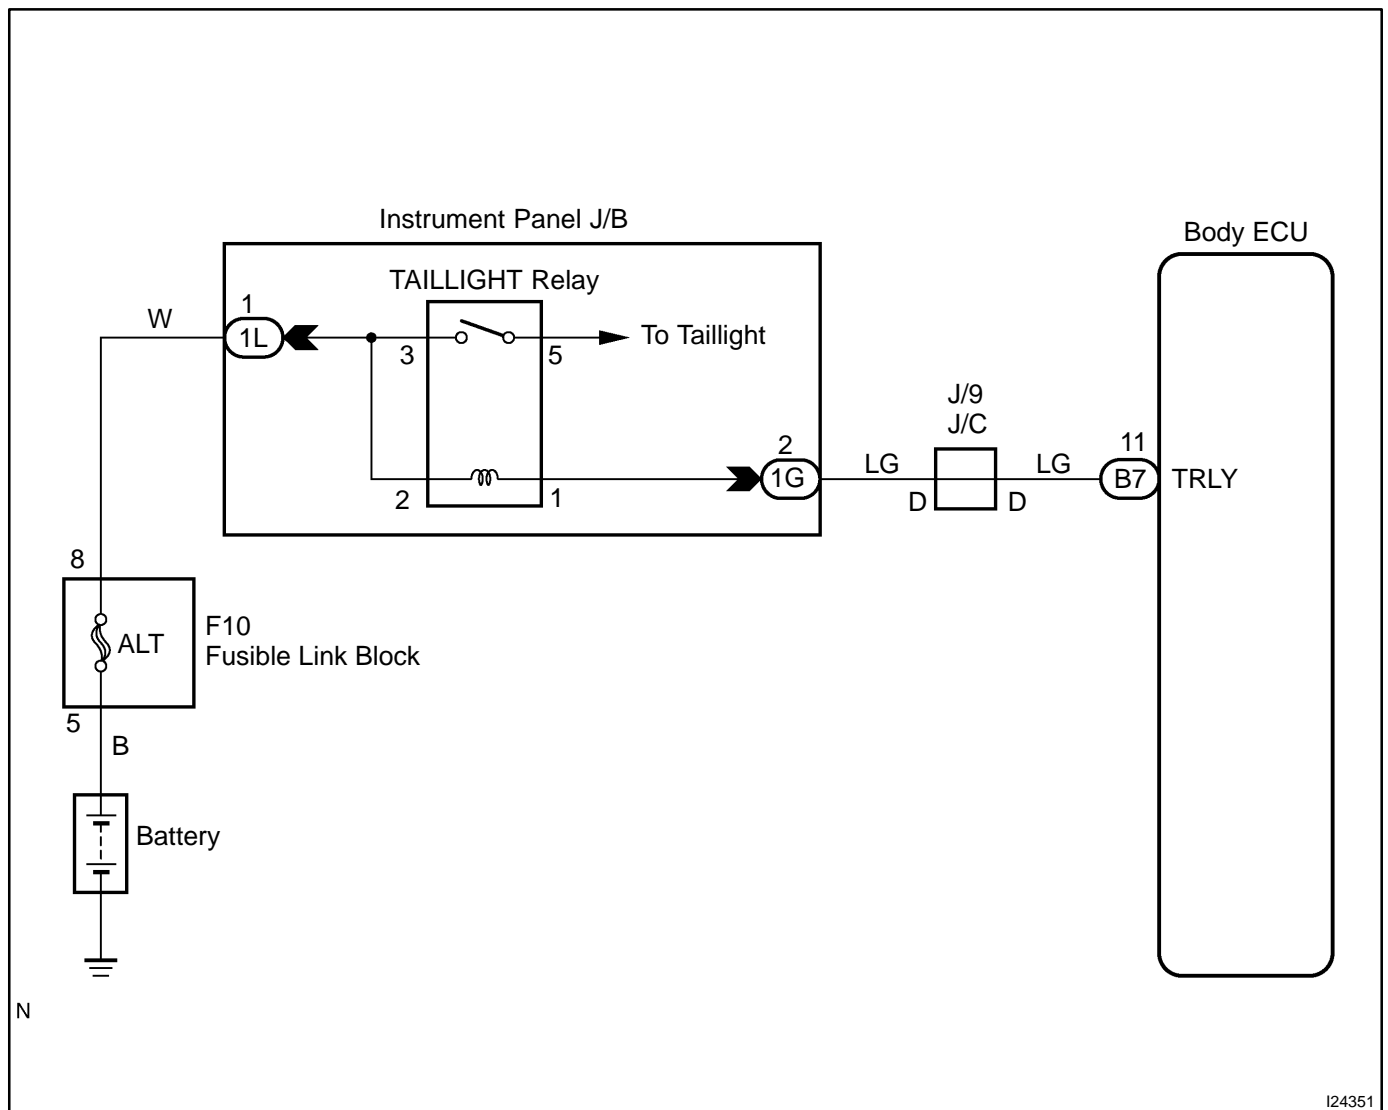 Instrument Panel J/B
Body ECU
TAILLIGHT Relay
1
W
1L
To Taillight
3
5
J/9
J/C
2
11
1G
LG
LG
B7
TRLY
2
1
D
D
8
ALT
F10
Fusible Link Block
5
B
Battery
N
I24351